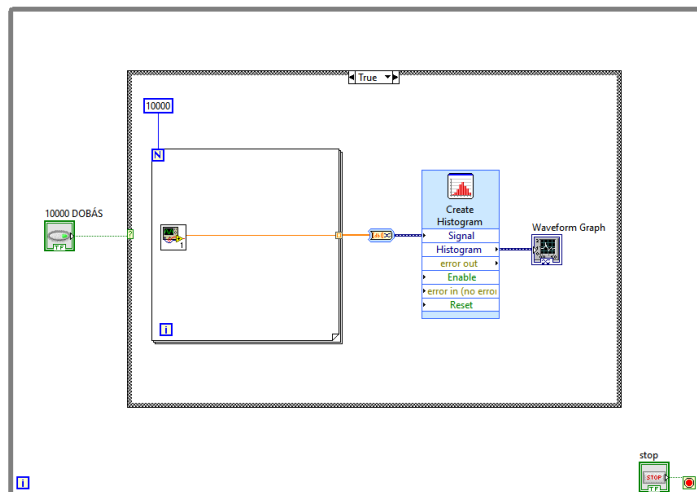 True
10000
N
10000 DOBÁS
TF
?
1
i
Create
Histogram
Signal
Histogram
error out
Enable
error in (no erro
Reset
Waveform Graph
stop
STOP
TF
i